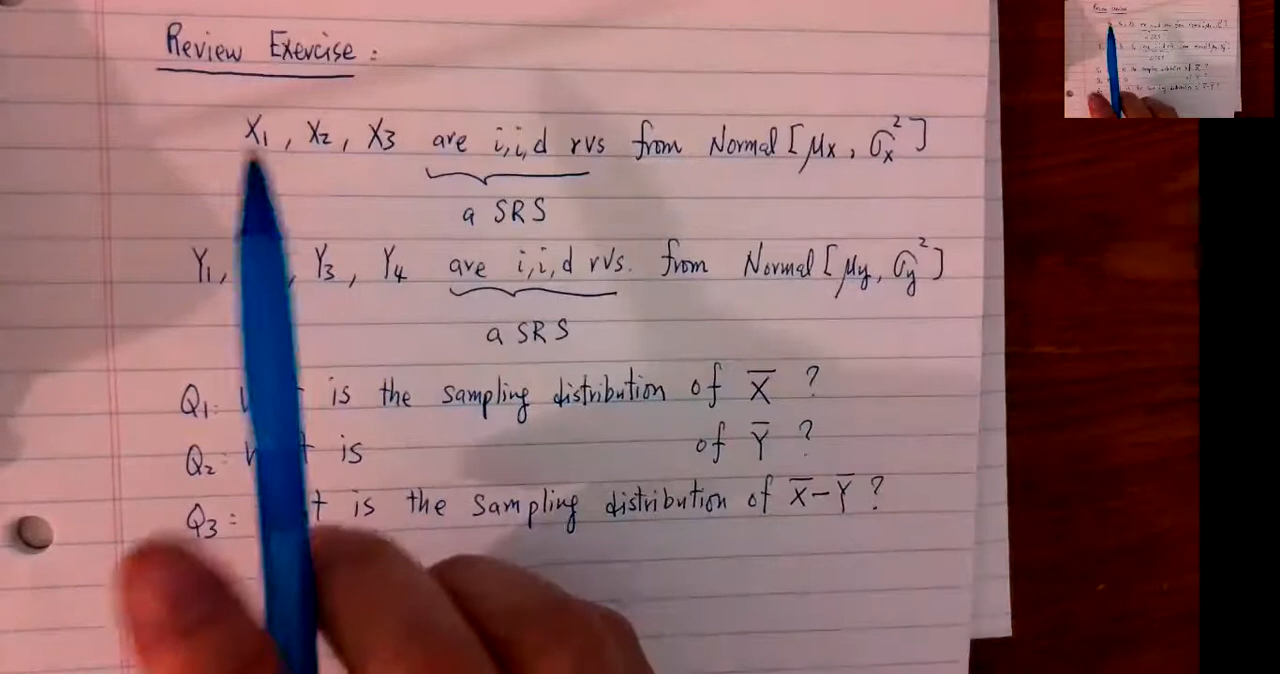 Review Exercise :
X1 , X2 , X3 are i,i,d rvs from Normal [ μx , σx² ]
a SRS
Y1, , Y3 , Y4 are i,i,d rvs. from Normal [ μy , σy² ]
a SRS
Q1: is the sampling distribution of X̅ ?
Q2: is of Y̅ ?
Q3: is the sampling distribution of X̅ – Y̅ ?